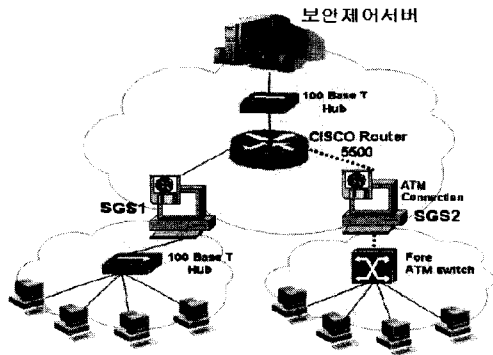 보안제어서버
100 Base T
Hub
CISCO Router
5500
SGS1
ATM
Connection
SGS2
100 Base T
Hub
Fore
ATM switch